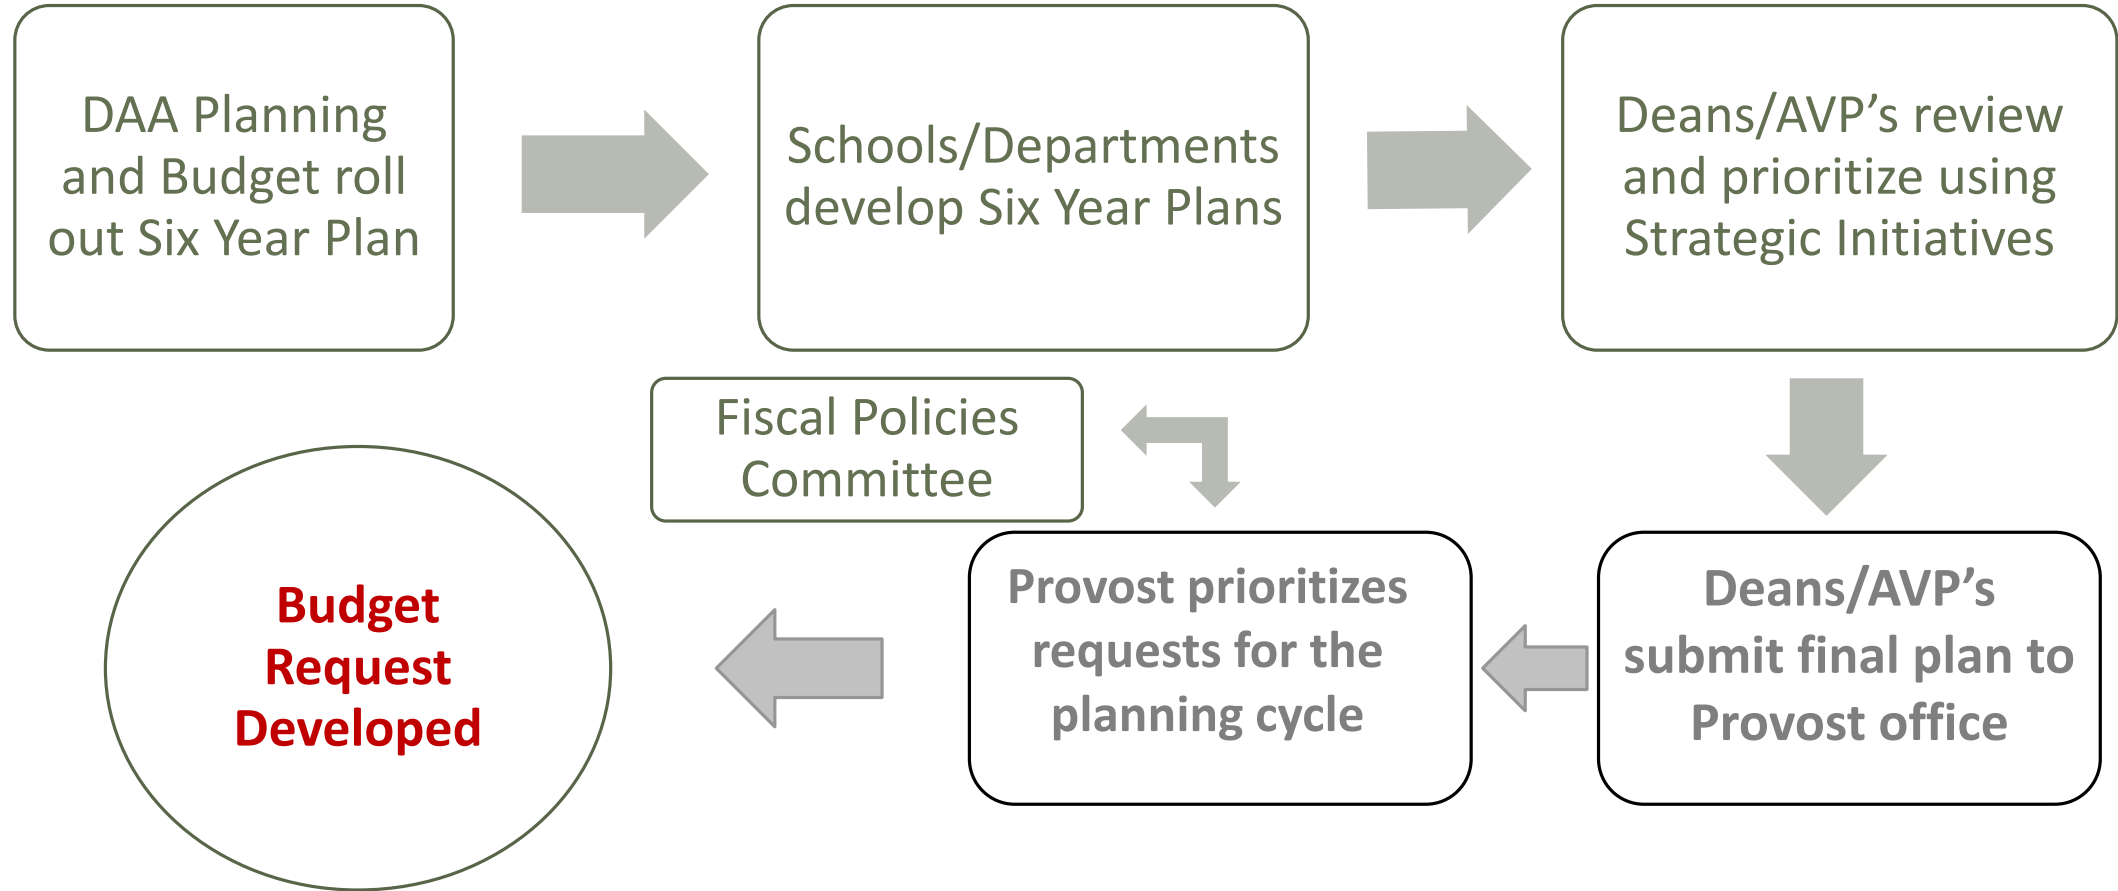 DAA Planning
and Budget roll
out Six Year Plan
Schools/Departments
develop Six Year Plans
Deans/AVP’s review
and prioritize using
Strategic Initiatives
Fiscal Policies
Committee
Budget
Request
Developed
Provost prioritizes
requests for the
planning cycle
Deans/AVP’s
submit final plan to
Provost office